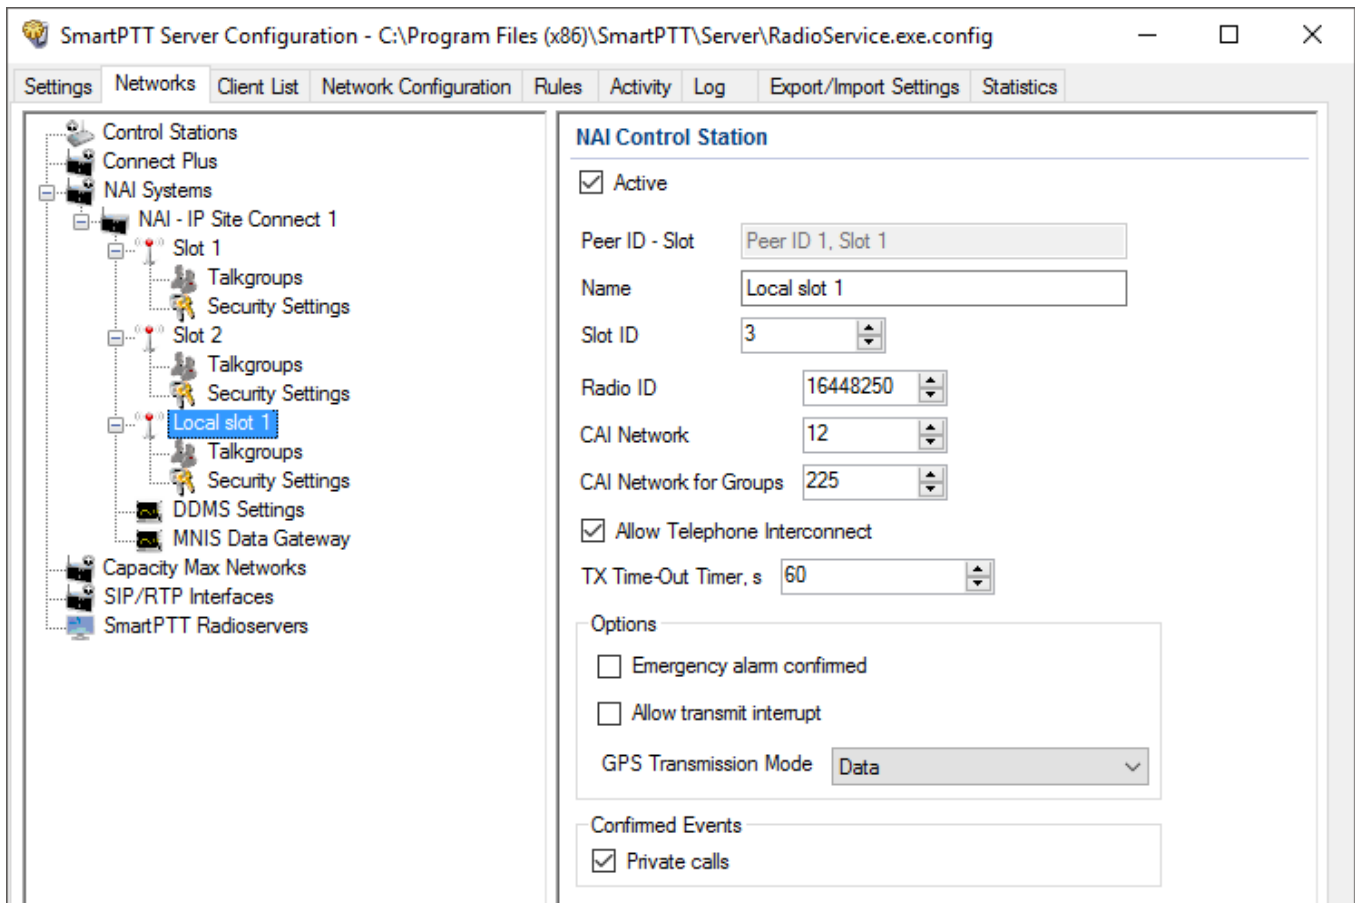 SmartPTT Server Configuration - C:\Program Files (x86)\SmartPTT\Server\RadioService.exe.config
Settings Networks Client List Network Configuration Rules Activity Log Export/Import Settings Statistics
Control Stations
Connect Plus
NAI Systems
NAI - IP Site Connect 1
Slot 1
Talkgroups
Security Settings
Slot 2
Talkgroups
Security Settings
Local slot 1
Talkgroups
Security Settings
DDMS Settings
MNIS Data Gateway
Capacity Max Networks
SIP/RTP Interfaces
SmartPTT Radioservers
NAI Control Station
Active
Peer ID - Slot Peer ID 1, Slot 1
Name Local slot 1
Slot ID 3
Radio ID 16448250
CAI Network 12
CAI Network for Groups 225
Allow Telephone Interconnect
TX Time-Out Timer, s 60
Options
Emergency alarm confirmed
Allow transmit interrupt
GPS Transmission Mode Data
Confirmed Events
Private calls